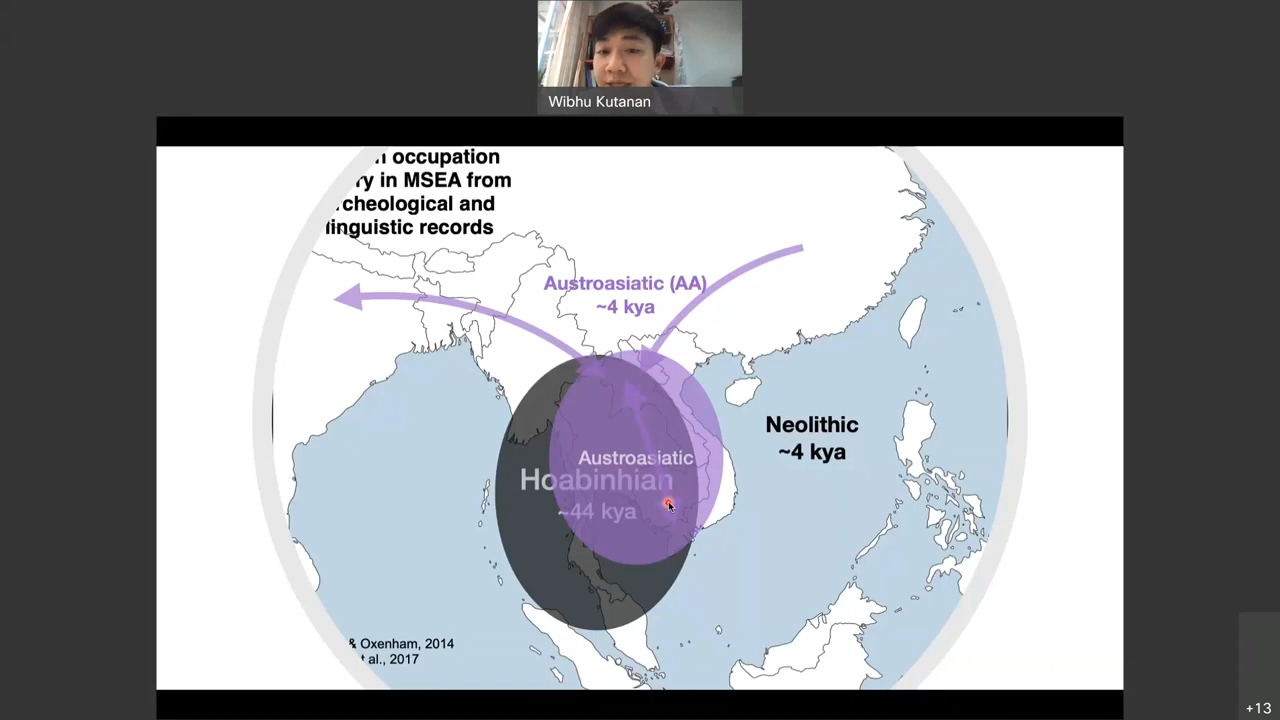 Wibhu Kutanan
occupation
in MSEA from
cheological and
linguistic records
Austroasiatic (AA)
~4 kya
Neolithic
~4 kya
Austroasiatic
Hoabinhian
~44 kya
& Oxenham, 2014
t al., 2017
+13